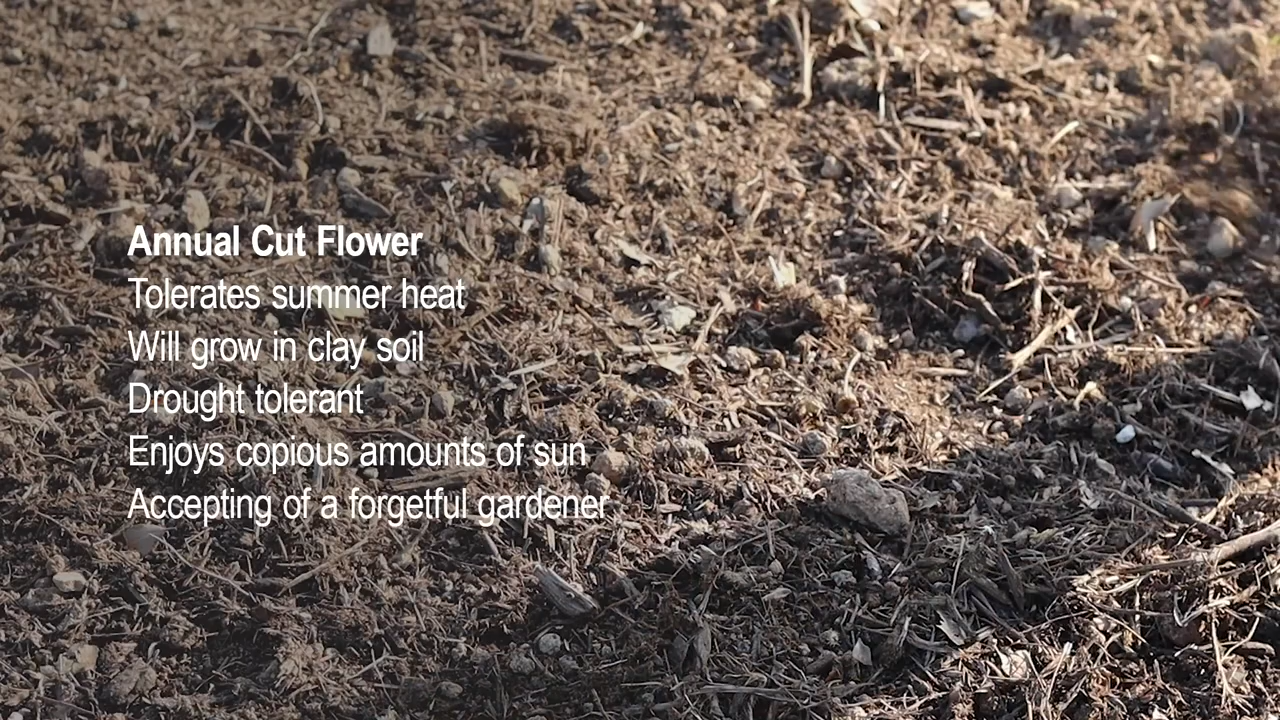 Annual Cut Flower
Tolerates summer heat
Will grow in clay soil
Drought tolerant
Enjoys copious amounts of sun
Accepting of a forgetful gardener